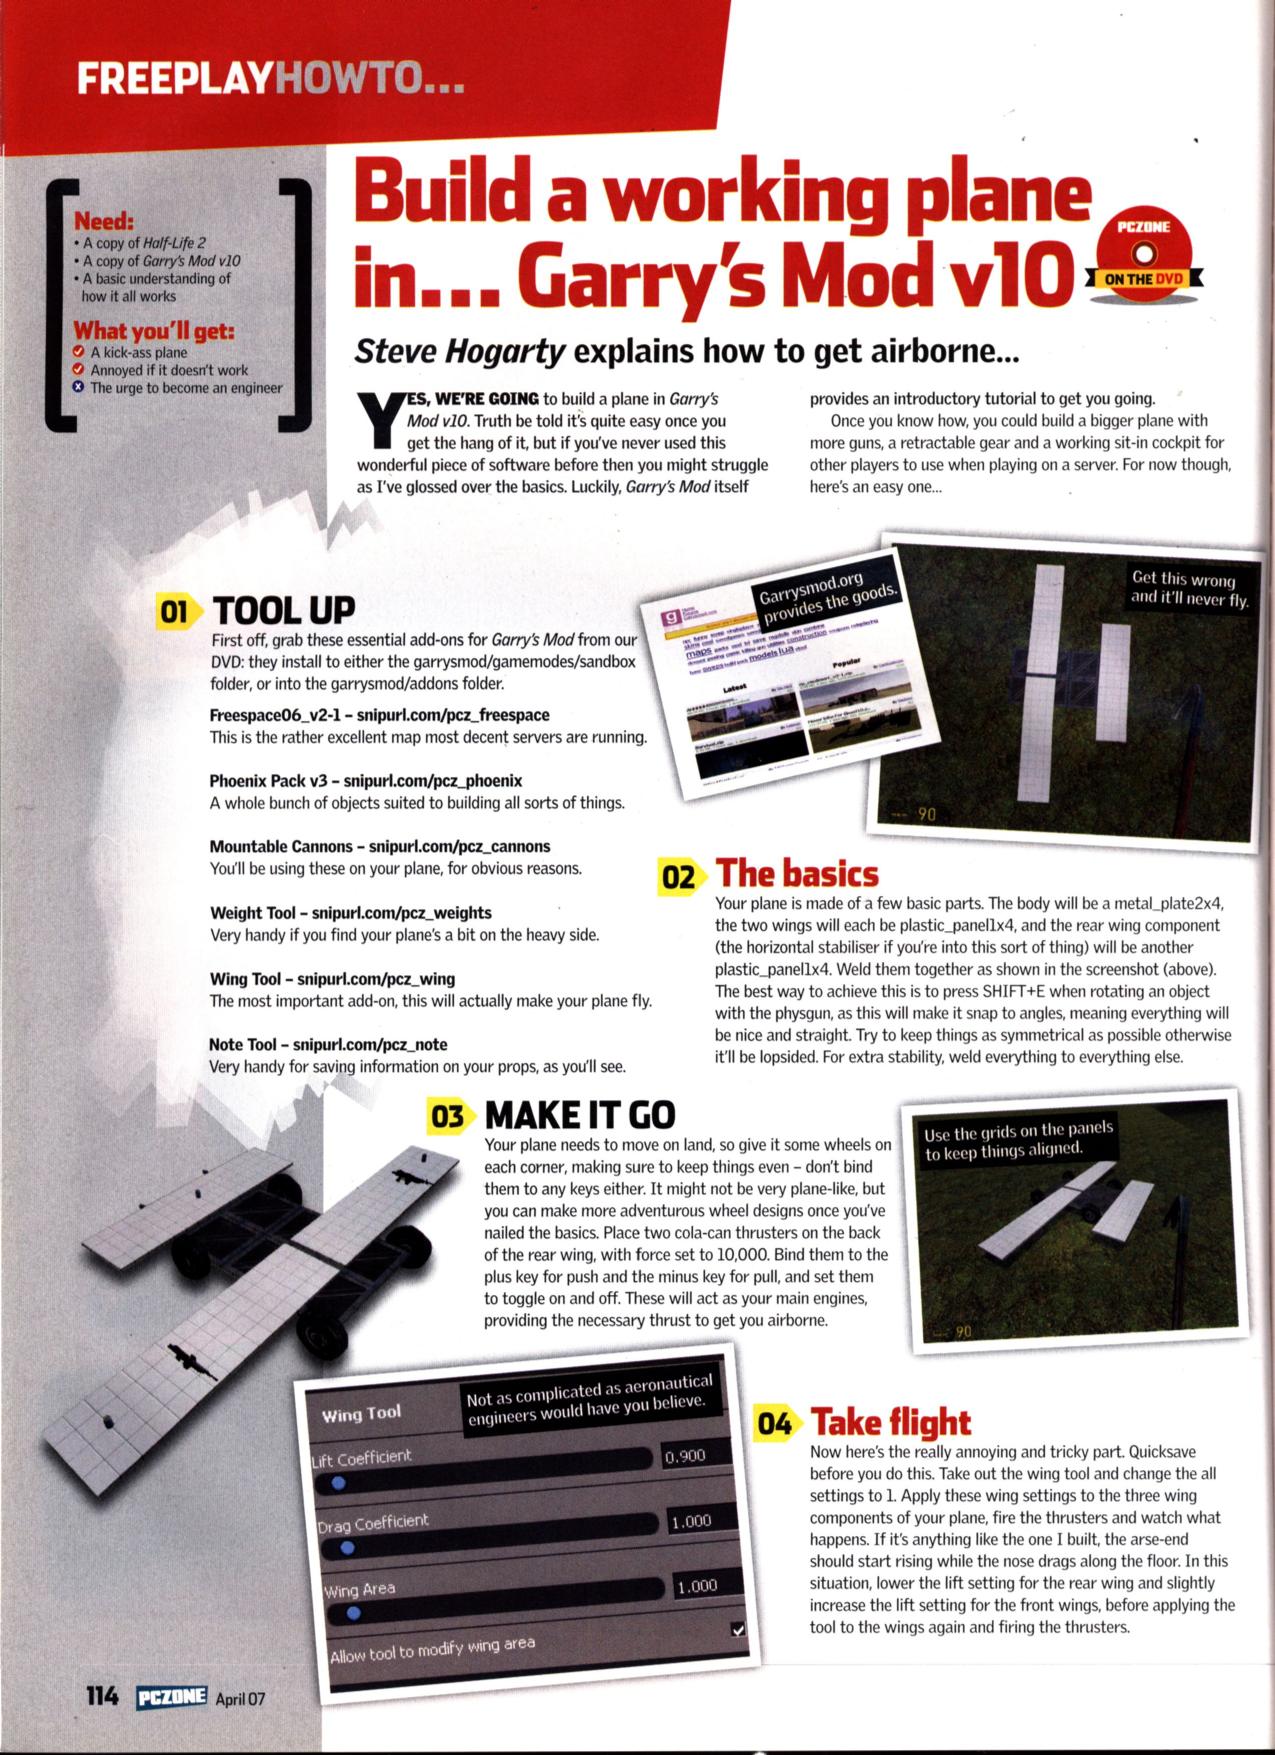 FREEPLAYHOWTO...
Need:
• A copy of Half-Life 2
• A copy of Garry's Mod v10
• A basic understanding of
how it all works
What you'll get:
A kick-ass plane
Annoyed if it doesn't work
The urge to become an engineer
Build a working plane
in... Garry's Mod v10
PCZONE
ON THE DVD
Steve Hogarty explains how to get airborne...
YES, WE'RE GOING to build a plane in Garry's
Mod v10. Truth be told it's quite easy once you
get the hang of it, but if you've never used this
wonderful piece of software before then you might struggle
as I've glossed over the basics. Luckily, Garry's Mod itself
provides an introductory tutorial to get you going.
Once you know how, you could build a bigger plane with
more guns, a retractable gear and a working sit-in cockpit for
other players to use when playing on a server. For now though,
here's an easy one...
01 TOOL UP
First off, grab these essential add-ons for Garry's Mod from our
DVD: they install to either the garrysmod/gamemodes/sandbox
folder, or into the garrysmod/addons folder.
Freespace06_v2-1 – snipurl.com/pcz_freespace
This is the rather excellent map most decent servers are running.
Phoenix Pack v3 – snipurl.com/pcz_phoenix
A whole bunch of objects suited to building all sorts of things.
Mountable Cannons – snipurl.com/pcz_cannons
You'll be using these on your plane, for obvious reasons.
Weight Tool – snipurl.com/pcz_weights
Very handy if you find your plane's a bit on the heavy side.
Wing Tool – snipurl.com/pcz_wing
The most important add-on, this will actually make your plane fly.
Note Tool – snipurl.com/pcz_note
Very handy for saving information on your props, as you'll see.
Garrysmod.org
provides the goods.
g
maps
construction
models lua
Latest
Popular
Get this wrong
and it'll never fly.
90
02 The basics
Your plane is made of a few basic parts. The body will be a metal_plate2x4,
the two wings will each be plastic_panel1x4, and the rear wing component
(the horizontal stabiliser if you're into this sort of thing) will be another
plastic_panel1x4. Weld them together as shown in the screenshot (above).
The best way to achieve this is to press SHIFT+E when rotating an object
with the physgun, as this will make it snap to angles, meaning everything will
be nice and straight. Try to keep things as symmetrical as possible otherwise
it'll be lopsided. For extra stability, weld everything to everything else.
03 MAKE IT GO
Your plane needs to move on land, so give it some wheels on
each corner, making sure to keep things even – don't bind
them to any keys either. It might not be very plane-like, but
you can make more adventurous wheel designs once you've
nailed the basics. Place two cola-can thrusters on the back
of the rear wing, with force set to 10,000. Bind them to the
plus key for push and the minus key for pull, and set them
to toggle on and off. These will act as your main engines,
providing the necessary thrust to get you airborne.
Use the grids on the panels
to keep things aligned.
90
Wing Tool
Not as complicated as aeronautical
engineers would have you believe.
Lift Coefficient
0.900
Drag Coefficient
1.000
Wing Area
1.000
Allow tool to modify wing area
04 Take flight
Now here's the really annoying and tricky part. Quicksave
before you do this. Take out the wing tool and change the all
settings to 1. Apply these wing settings to the three wing
components of your plane, fire the thrusters and watch what
happens. If it's anything like the one I built, the arse-end
should start rising while the nose drags along the floor. In this
situation, lower the lift setting for the rear wing and slightly
increase the lift setting for the front wings, before applying the
tool to the wings again and firing the thrusters.
114 PCZONE April 07